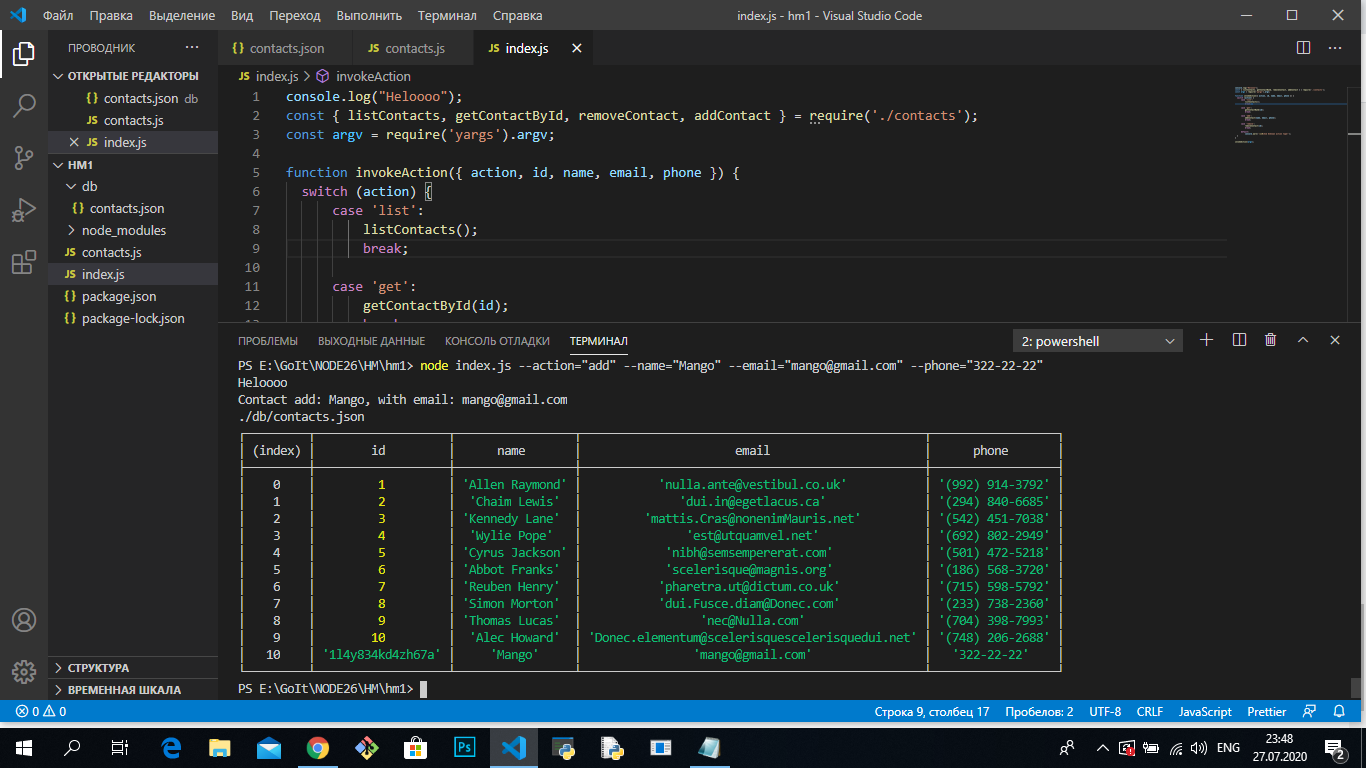 Файл Правка Выделение Вид Переход Выполнить Терминал Справка index.js - hm1 - Visual Studio Code
ПРОВОДНИК ···
ОТКРЫТЫЕ РЕДАКТОРЫ
{} contacts.json db
JS contacts.js
JS index.js
HM1
db
{} contacts.json
node_modules
JS contacts.js
JS index.js
{} package.json
{} package-lock.json
СТРУКТУРА
ВРЕМЕННАЯ ШКАЛА
{} contacts.json JS contacts.js JS index.js
JS index.js > invokeAction
1 console.log("Heloooo");
2 const { listContacts, getContactById, removeContact, addContact } = require('./contacts');
3 const argv = require('yargs').argv;
4
5 function invokeAction({ action, id, name, email, phone }) {
6 switch (action) {
7 case 'list':
8 listContacts();
9 break;
10
11 case 'get':
12 getContactById(id);
ПРОБЛЕМЫ ВЫХОДНЫЕ ДАННЫЕ КОНСОЛЬ ОТЛАДКИ ТЕРМИНАЛ 2: powershell
PS E:\GoIt\NODE26\HM\hm1> node index.js --action="add" --name="Mango" --email="mango@gmail.com" --phone="322-22-22"
Heloooo
Contact add: Mango, with email: mango@gmail.com
./db/contacts.json
(index) id name email phone
0 1 'Allen Raymond' 'nulla.ante@vestibul.co.uk' '(992) 914-3792'
1 2 'Chaim Lewis' 'dui.in@egetlacus.ca' '(294) 840-6685'
2 3 'Kennedy Lane' 'mattis.Cras@nonenimMauris.net' '(542) 451-7038'
3 4 'Wylie Pope' 'est@utquamvel.net' '(692) 802-2949'
4 5 'Cyrus Jackson' 'nibh@semsempererat.com' '(501) 472-5218'
5 6 'Abbot Franks' 'scelerisque@magnis.org' '(186) 568-3720'
6 7 'Reuben Henry' 'pharetra.ut@dictum.co.uk' '(715) 598-5792'
7 8 'Simon Morton' 'dui.Fusce.diam@Donec.com' '(233) 738-2360'
8 9 'Thomas Lucas' 'nec@Nulla.com' '(704) 398-7993'
9 10 'Alec Howard' 'Donec.elementum@scelerisquescelerisquedui.net' '(748) 206-2688'
10 '1l4y834kd4zh67a' 'Mango' 'mango@gmail.com' '322-22-22'
PS E:\GoIt\NODE26\HM\hm1>
0 0 Строка 9, столбец 17 Пробелов: 2 UTF-8 CRLF JavaScript Prettier
Ps ENG 23:48
27.07.2020 2